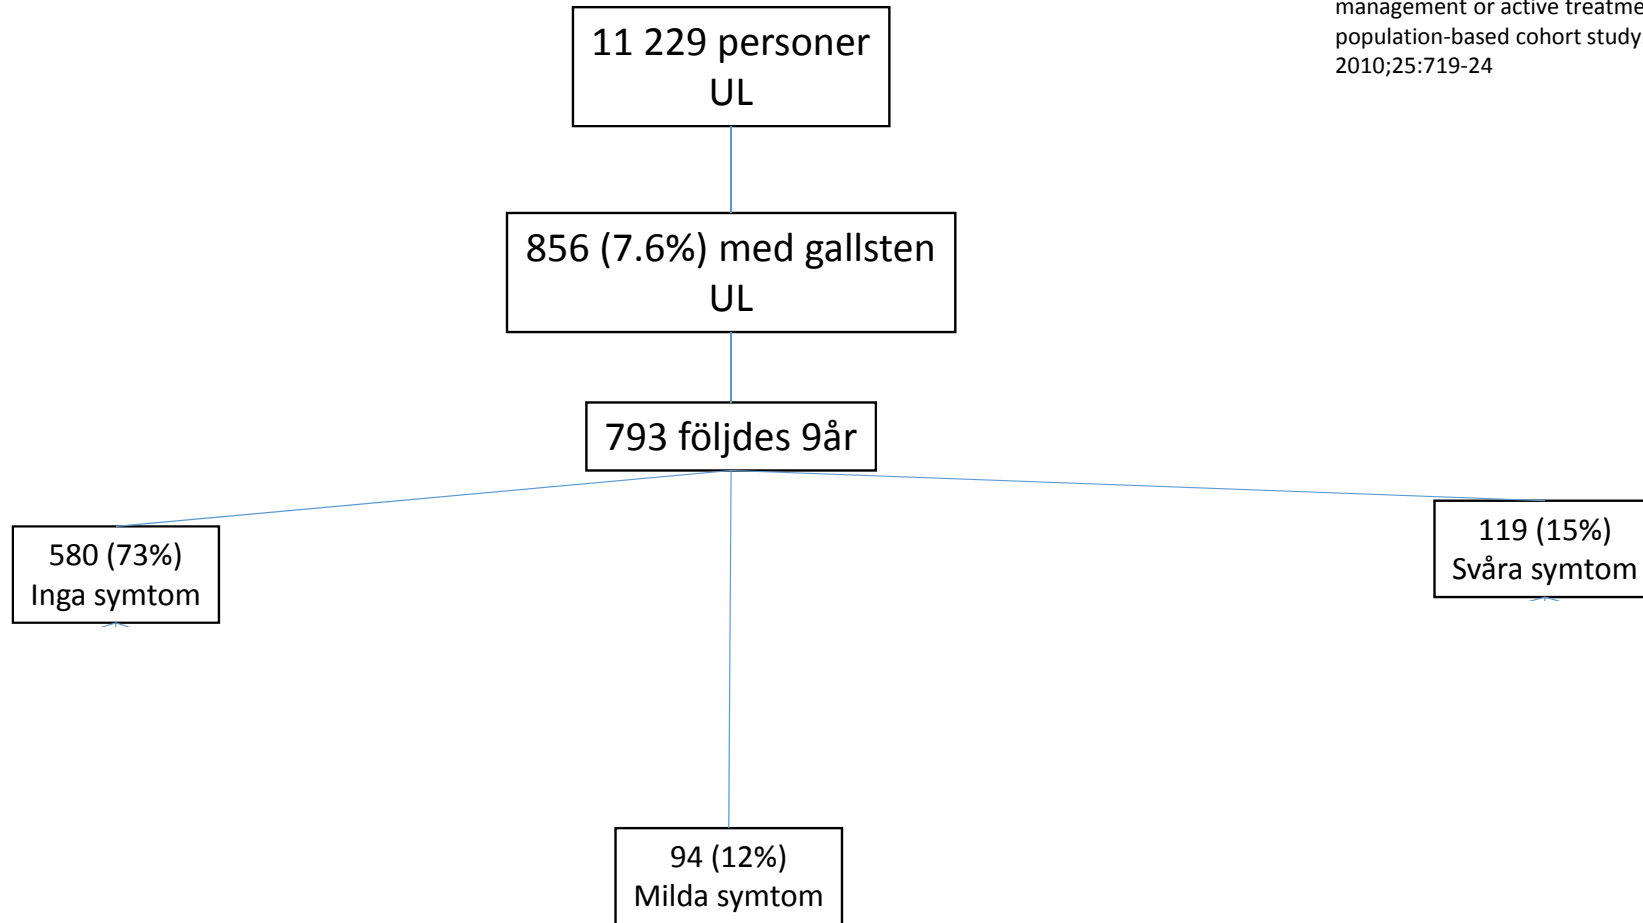 management or active
population-based cohort study
2010;25:719-24
11 229 personer
UL
856 (7.6%) med gallsten
UL
793 följdes 9år
580 (73%)
Inga symtom
119 (15%)
Svåra symtom
94 (12%)
Milda symtom